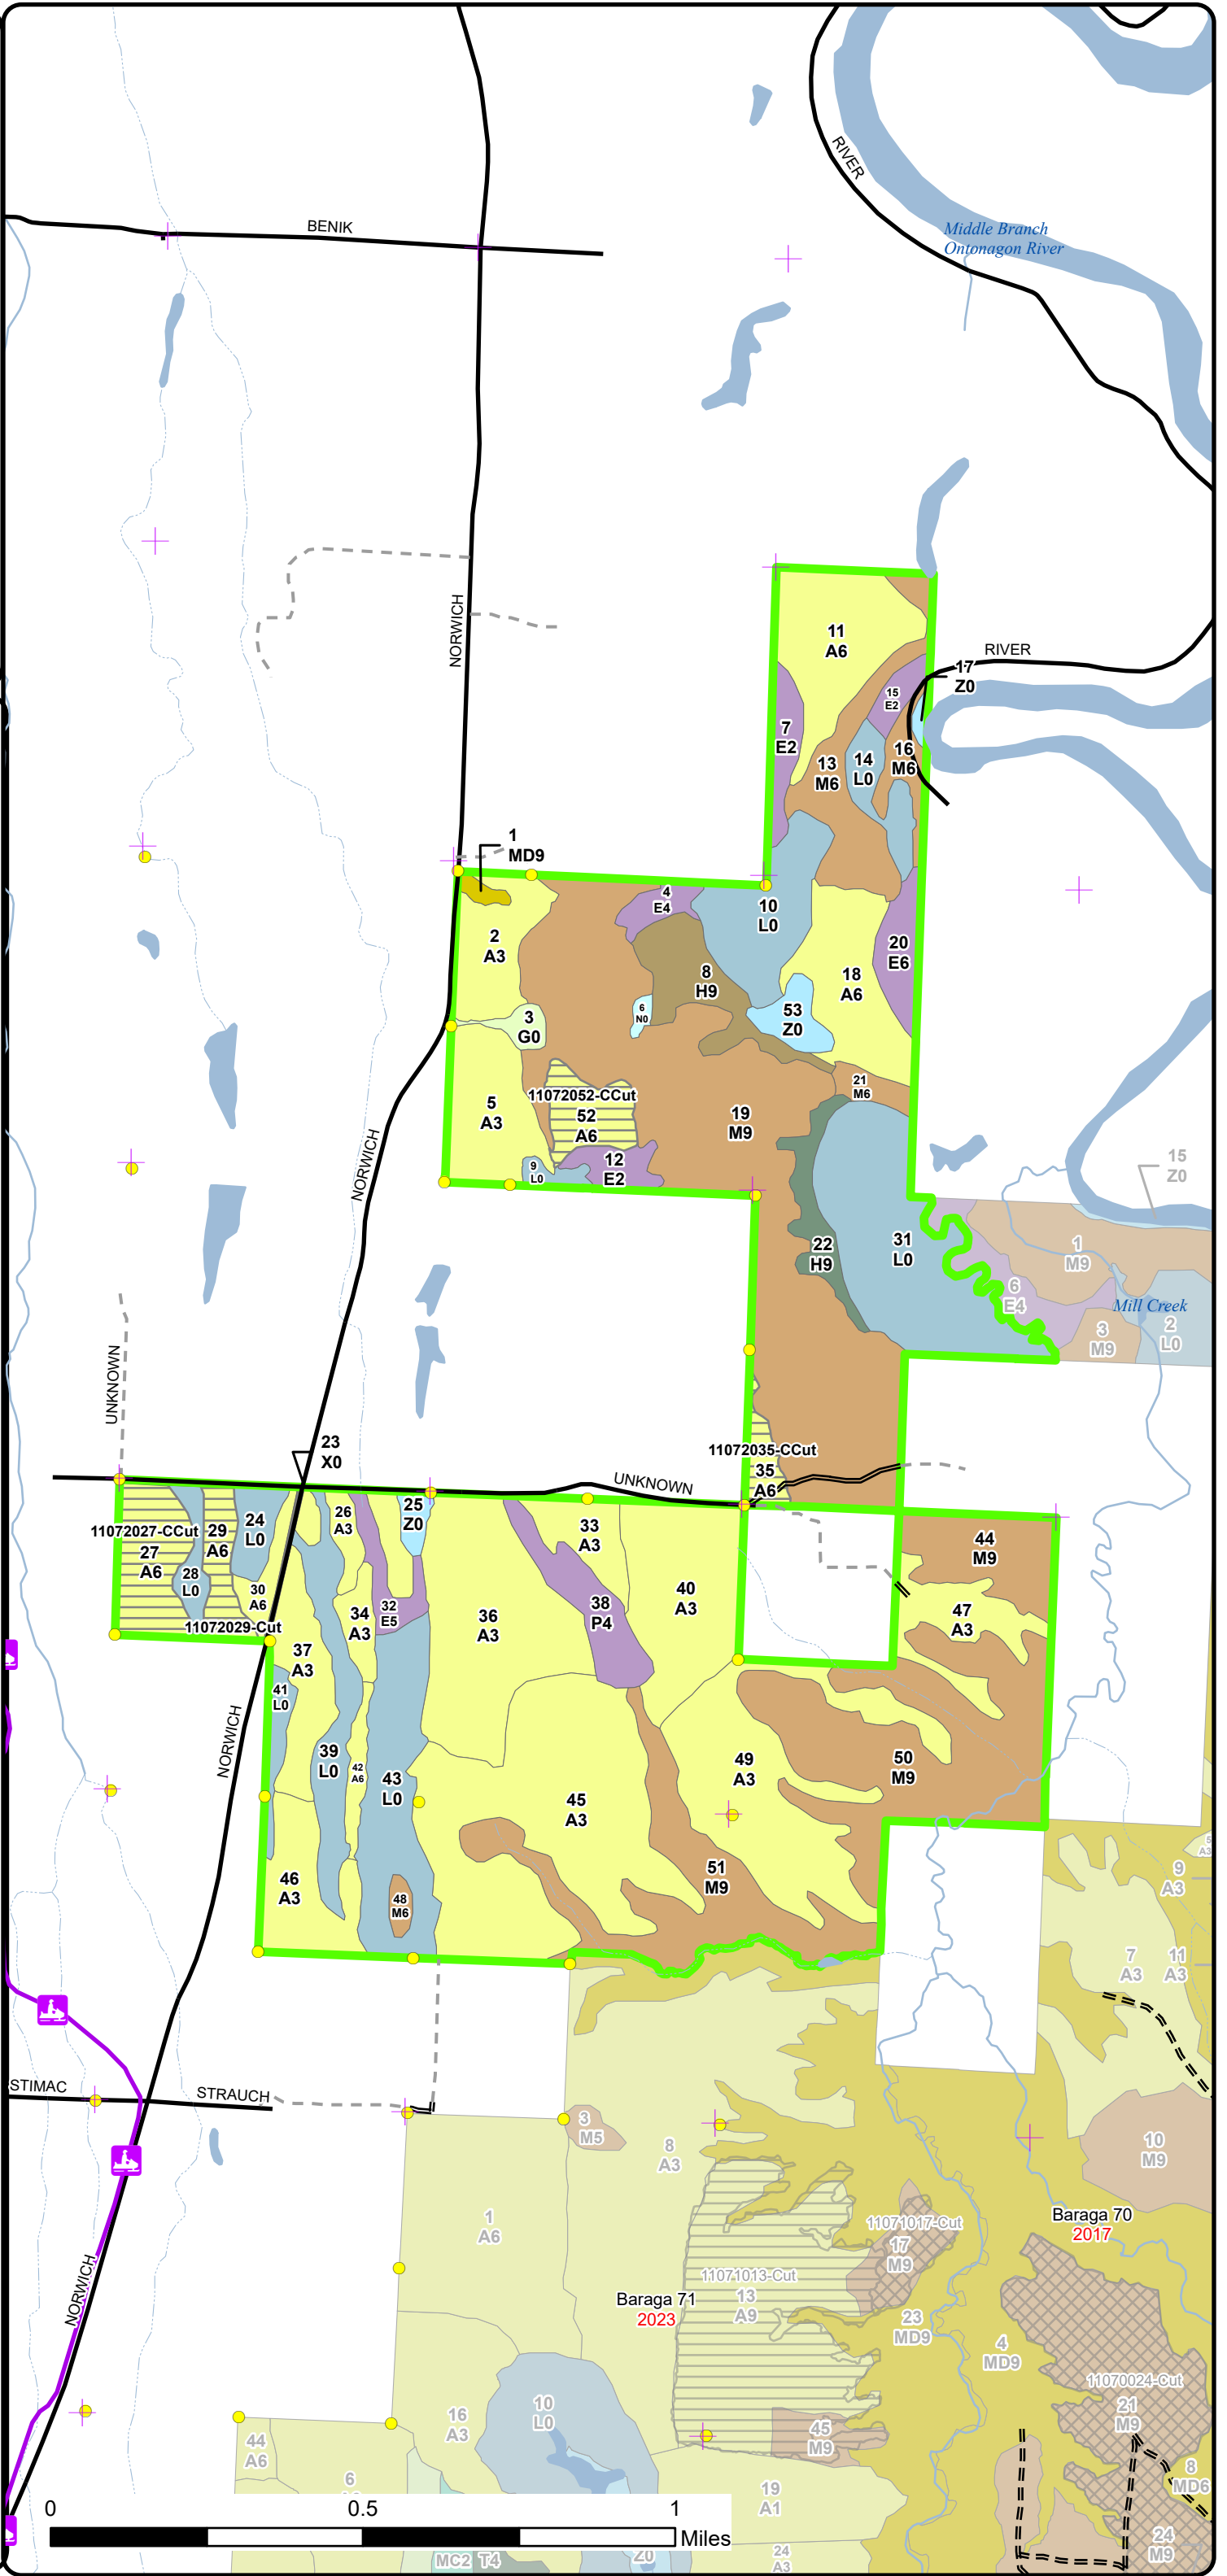 RIVER
Middle Branch
Ontonagon River
BENIK
NORWICH
11
A6
RIVER
17
Z0
15
E2
7
E2
13
M6
14
L0
16
M6
1
MD9
4
E4
10
L0
2
A3
20
E6
8
H9
18
A6
6
N0
3
G0
53
Z0
21
M6
11072052-CCut
52
A6
5
A3
19
M9
9
L0
12
E2
NORWICH
15
Z0
22
H9
31
L0
1
M9
6
E4
Mill Creek
3
M9
2
L0
UNKNOWN
23
X0
11072035-CCut
35
A6
UNKNOWN
26
A3
25
Z0
24
L0
29
A6
11072027-CCut
27
A6
28
L0
30
A6
11072029-Cut
33
A3
44
M9
32
E5
34
A3
36
A3
38
P4
40
A3
47
A3
37
A3
41
L0
NORWICH
39
L0
42
A6
43
L0
49
A3
50
M9
45
A3
51
M9
46
A3
48
M6
5
A3
9
A3
7
A3
11
A3
STIMAC
STRAUCH
3
M5
8
A3
10
M9
1
A6
11071017-Cut
17
M9
Baraga 70
2017
NORWICH
11071013-Cut
13
A9
Baraga 71
2023
23
MD9
4
MD9
11070024-Cut
21
M9
10
L0
16
A3
45
M9
44
A6
6
8
MD6
19
A1
0
0.5
1
Miles
24
M9
MC2
T4
Z0
24
A3